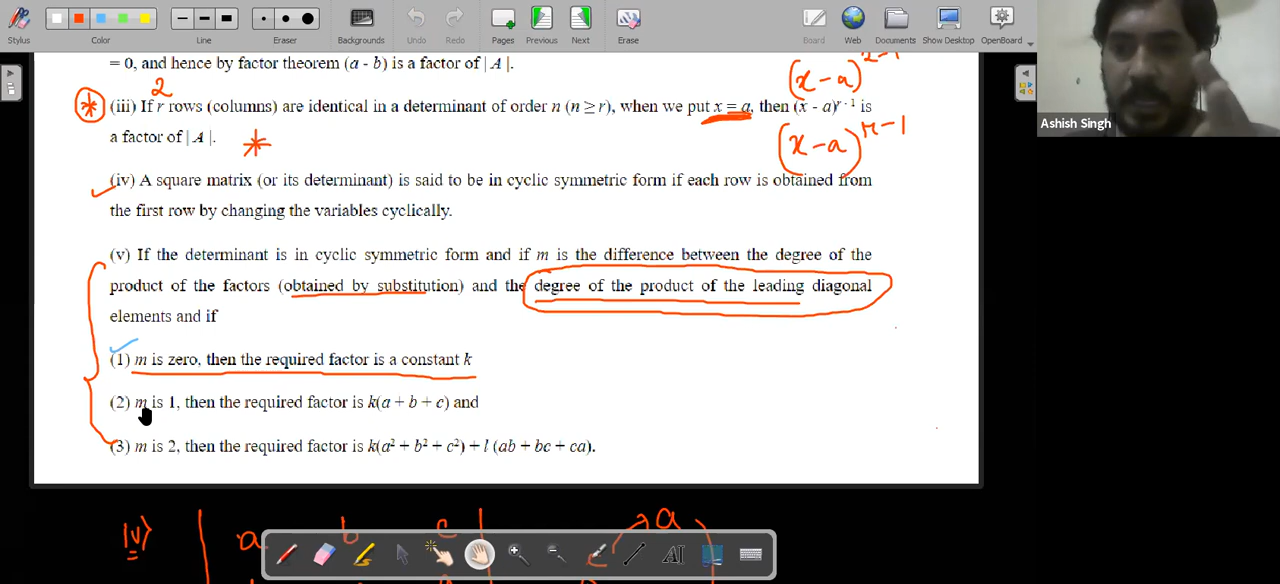 Stylus Color Line Eraser Backgrounds Undo Redo Pages Previous Next Erase Board Web Documents Show Desktop OpenBoard
Ashish Singh
= 0, and hence by factor theorem (a - b) is a factor of | A |.
(x-a)²⁻¹
2
* (iii) If r rows (columns) are identical in a determinant of order n (n ≥ r), when we put x = a, then (x - a)ʳ⁻¹ is
a factor of | A |. *
(x-a)ʳ⁻¹
(iv) A square matrix (or its determinant) is said to be in cyclic symmetric form if each row is obtained from
the first row by changing the variables cyclically.
(v) If the determinant is in cyclic symmetric form and if m is the difference between the degree of the
product of the factors (obtained by substitution) and the degree of the product of the leading diagonal
elements and if
(1) m is zero, then the required factor is a constant k
(2) m is 1, then the required factor is k(a + b + c) and
(3) m is 2, then the required factor is k(a² + b² + c²) + l (ab + bc + ca).
iv) a b c a
AI